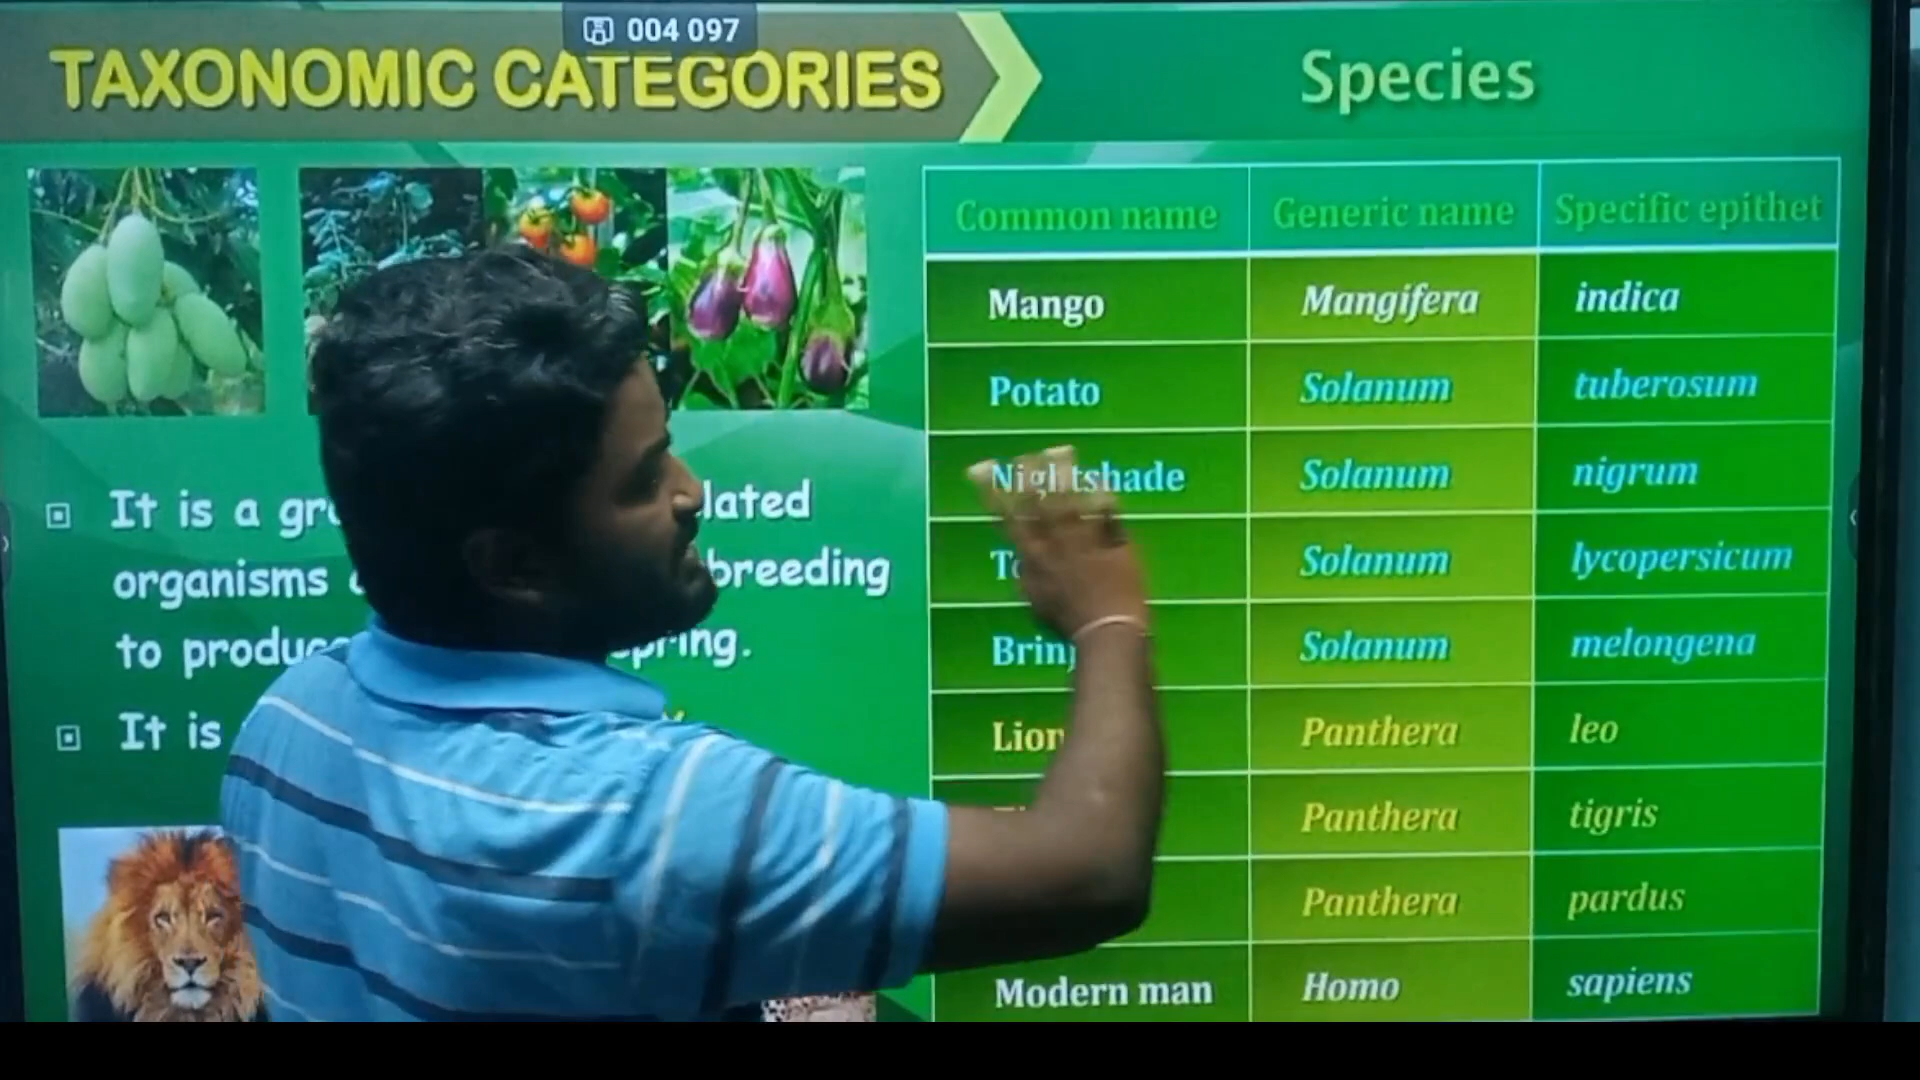 004 097
TAXONOMIC CATEGORIES
Species
It is a
organisms
to
It is
Common name Generic name Specific epithet
Mango Mangifera indica
Potato Solanum tuberosum
Nightshade Solanum nigrum
Solanum lycopersicum
Solanum melongena
Lion Panthera leo
Panthera tigris
Panthera pardus
Modern man Homo sapiens